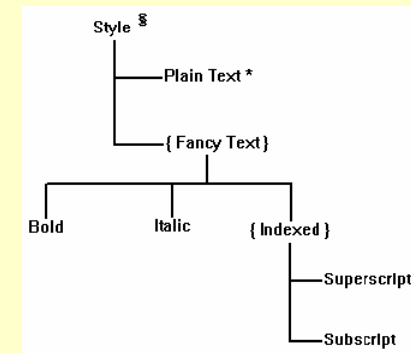 Style §
Plain Text *
{ Fancy Text }
Bold
Italic
{ Indexed }
Superscript
Subscript